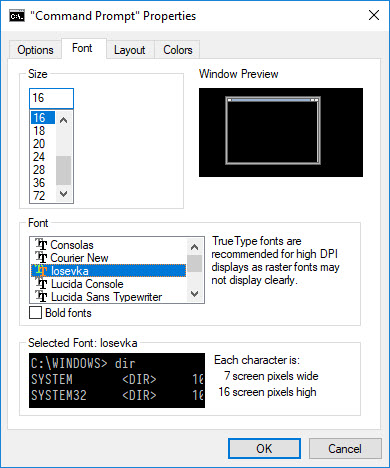 "Command Prompt" Properties
Options Font Layout Colors
Size
Window Preview
16
16
18
20
24
28
36
72
Font
Consolas
Courier New
Iosevka
Lucida Console
Lucida Sans Typewriter
Bold fonts
TrueType fonts are
recommended for high DPI
displays as raster fonts may
not display clearly.
Selected Font: Iosevka
C:\WINDOWS> dir
SYSTEM <DIR> 10
SYSTEM32 <DIR> 10
Each character is:
7 screen pixels wide
16 screen pixels high
OK Cancel